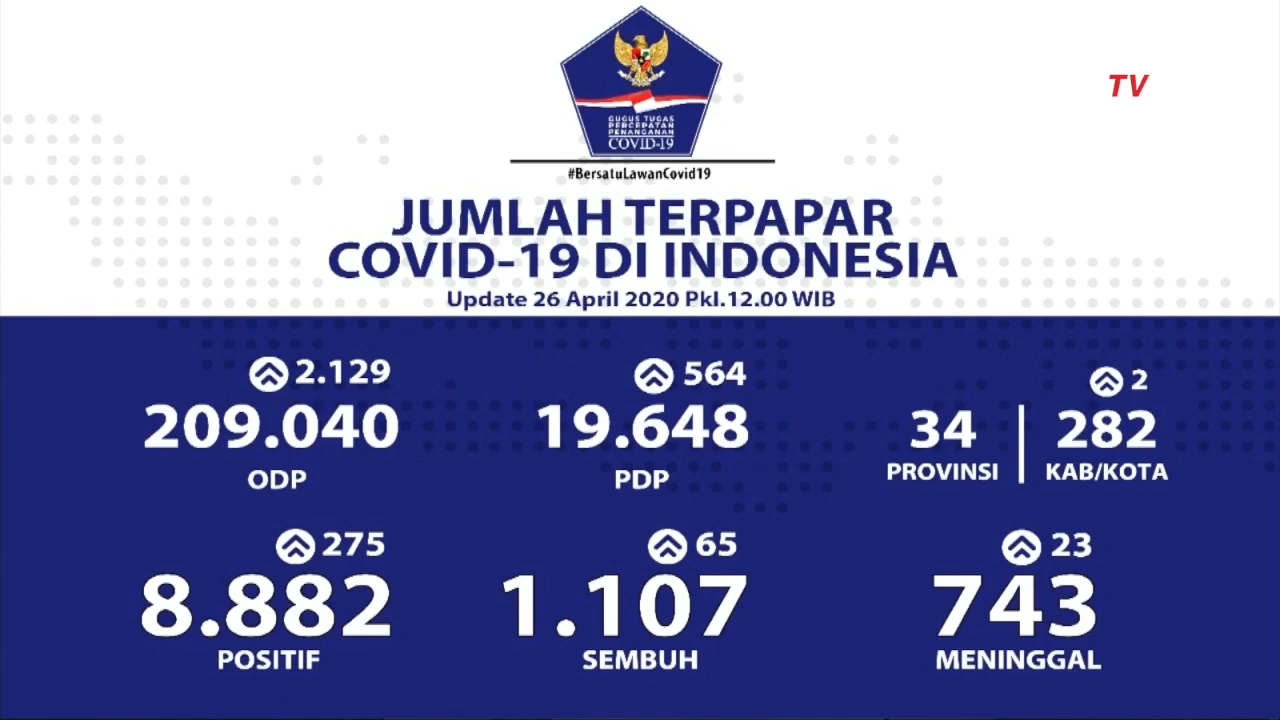 TV
GUGUS TUGAS
PERCEPATAN
PENANGANAN
COVID-19
#BersatuLawanCovid19
JUMLAH TERPAPAR
COVID-19 DI INDONESIA
Update 26 April 2020 Pkl.12.00 WIB
2.129
209.040
ODP
564
19.648
PDP
34
PROVINSI
2
282
KAB/KOTA
275
8.882
POSITIF
65
1.107
SEMBUH
23
743
MENINGGAL